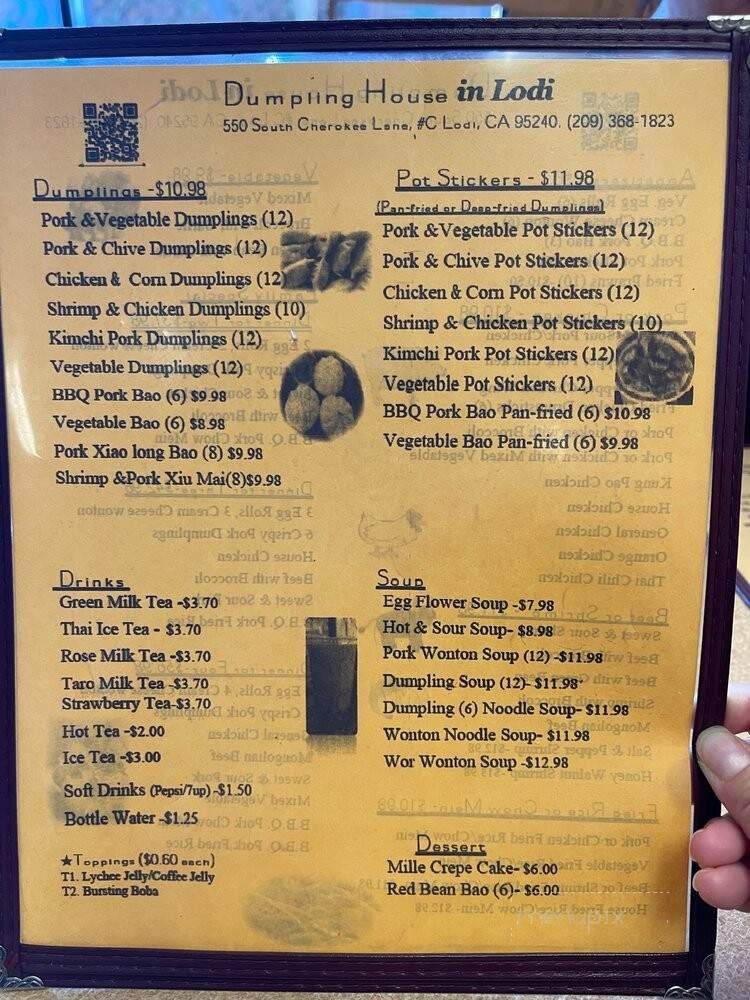 Dumpling House in Lodi
550 South Cherokee Lane, #C Lodi, CA 95240. (209) 368-1823
Dumplings -$10.98
Pork &Vegetable Dumplings (12)
Pork & Chive Dumplings (12)
Chicken & Corn Dumplings (12)
Shrimp & Chicken Dumplings (10)
Kimchi Pork Dumplings (12)
Vegetable Dumplings (12)
BBQ Pork Bao (6) $9.98
Vegetable Bao (6) $8.98
Pork Xiao long Bao (8) $9.98
Shrimp &Pork Xiu Mai(8)$9.98
Pot Stickers - $11.98
(Pan-fried or Deep-fried Dumplings)
Pork &Vegetable Pot Stickers (12)
Pork & Chive Pot Stickers (12)
Chicken & Corn Pot Stickers (12)
Shrimp & Chicken Pot Stickers (10)
Kimchi Pork Pot Stickers (12)
Vegetable Pot Stickers (12)
BBQ Pork Bao Pan-fried (6) $10.98
Vegetable Bao Pan-fried (6) $9.98
Drinks
Green Milk Tea -$3.70
Thai Ice Tea - $3.70
Rose Milk Tea -$3.70
Taro Milk Tea -$3.70
Strawberry Tea-$3.70
Hot Tea -$2.00
Ice Tea -$3.00
Soft Drinks (Pepsi/7up) -$1.50
Bottle Water -$1.25
★Toppings ($0.60 each)
T1. Lychee Jelly/Coffee Jelly
T2. Bursting Boba
Soup
Egg Flower Soup -$7.98
Hot & Sour Soup- $8.98
Pork Wonton Soup (12) -$11.98
Dumpling Soup (12)- $11.98
Dumpling (6) Noodle Soup- $11.98
Wonton Noodle Soup- $11.98
Wor Wonton Soup -$12.98
Dessert
Mille Crepe Cake- $6.00
Red Bean Bao (6)- $6.00